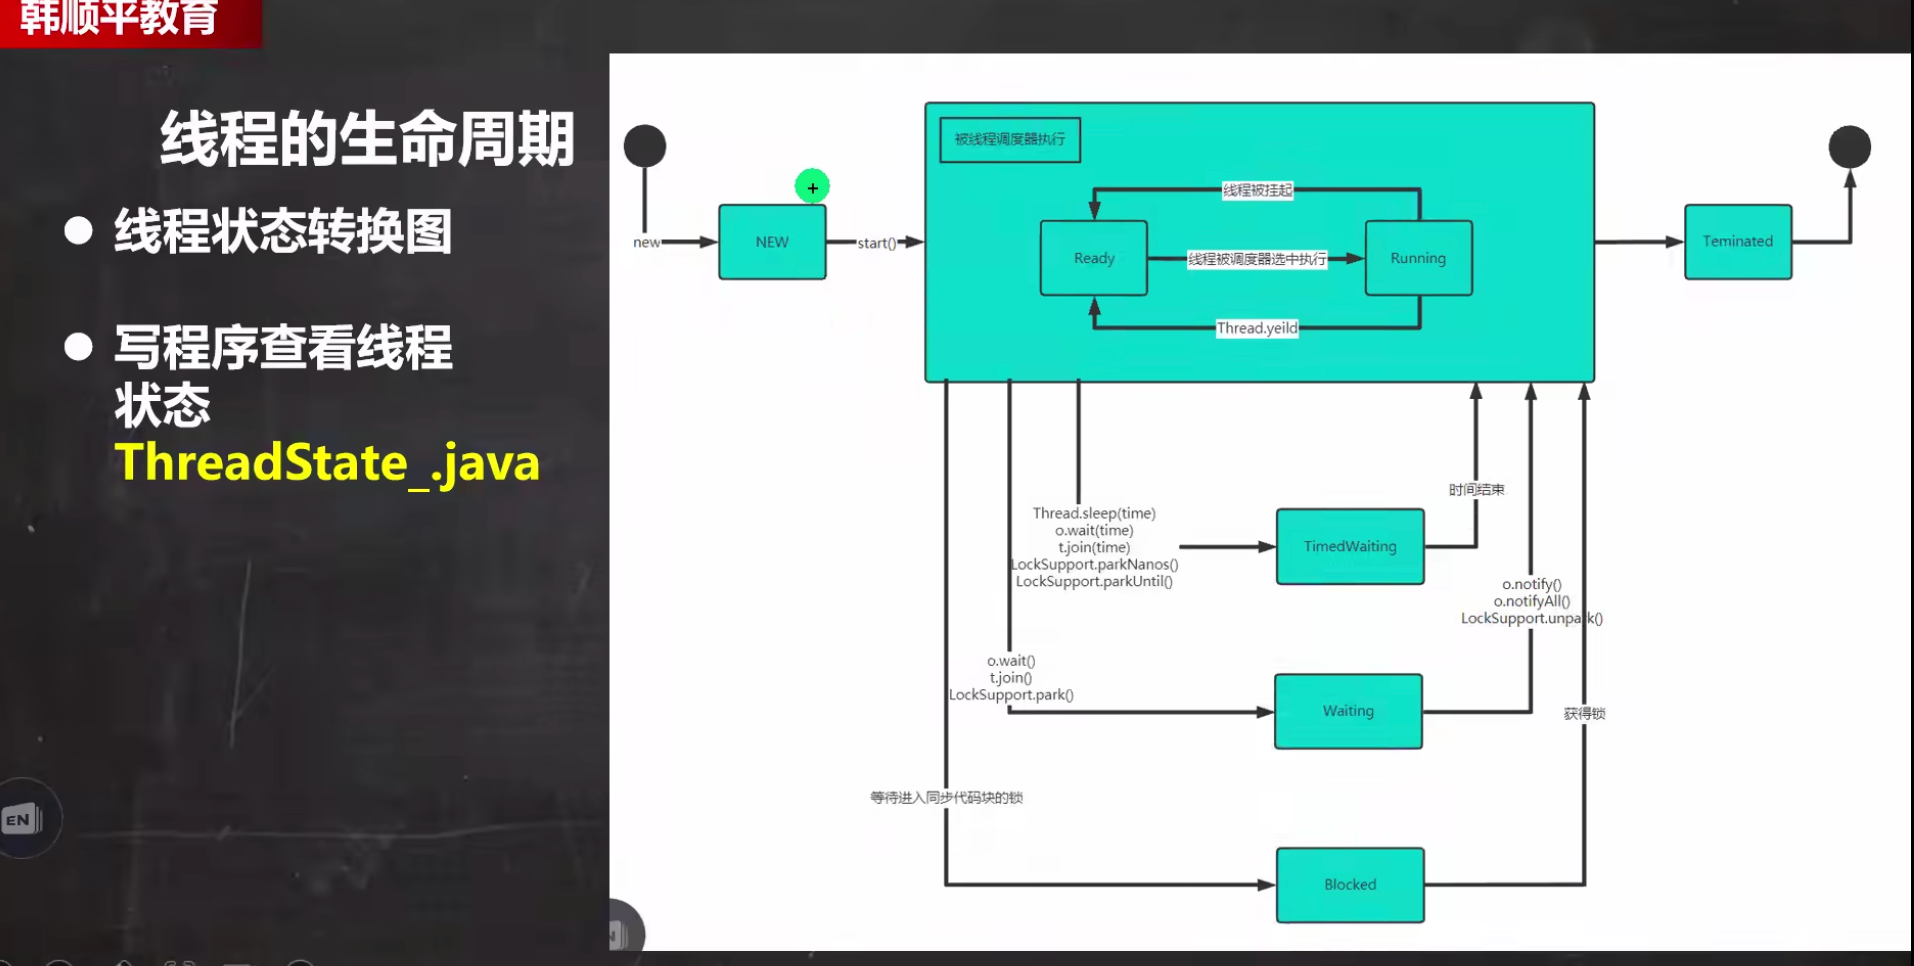 韩顺平教育
线程的生命周期
线程状态转换图
写程序查看线程
状态
ThreadState_.java
被线程调度器执行
线程被挂起
new
NEW
start()
Ready
线程被调度器选中执行
Running
Teminated
Thread.yeild
Thread.sleep(time)
o.wait(time)
t.join(time)
LockSupport.parkNanos()
LockSupport.parkUntil()
TimedWaiting
时间结束
o.notify()
o.notifyAll()
LockSupport.unpark()
o.wait()
t.join()
LockSupport.park()
Waiting
获得锁
等待进入同步代码块的锁
Blocked
EN
N